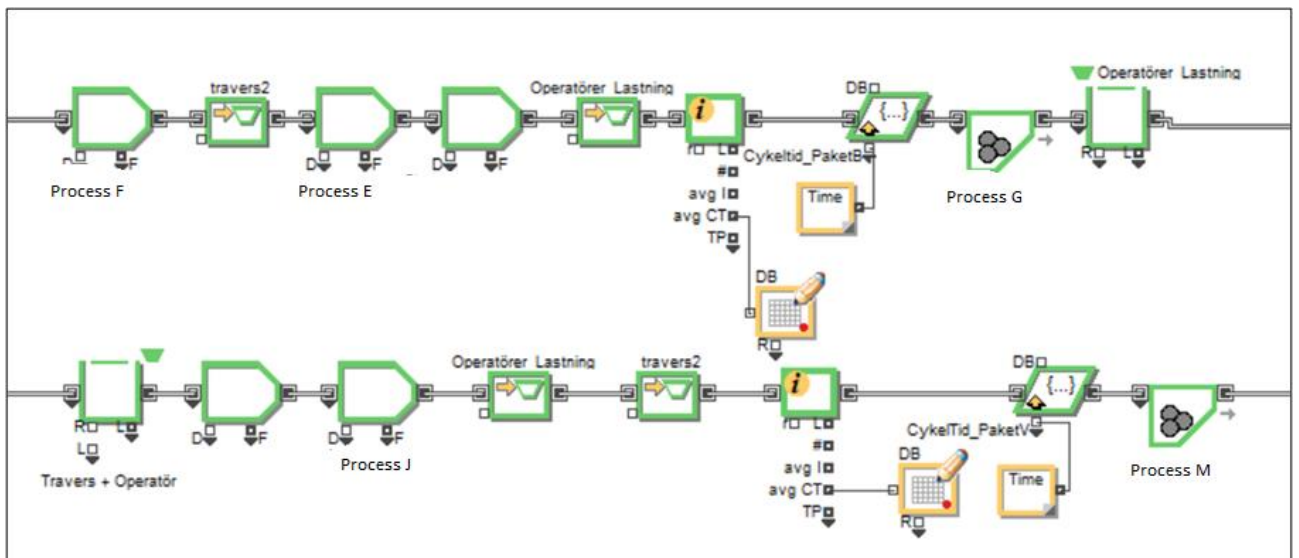 travers2
Operatörer Lastning
DB
{...}
Operatörer Lastning
i
F
D F
D F
r L
Cykeltid_PaketB
R L
Process F
Process E
#
Time
Process G
avg I
avg CT
TP
DB
R
Operatörer Lastning
travers2
DB
i
{...}
R L
D F
D F
r L
CykelTid_PaketV
L
Process J
#
DB
Process M
Travers + Operatör
avg I
Time
avg CT
TP
R